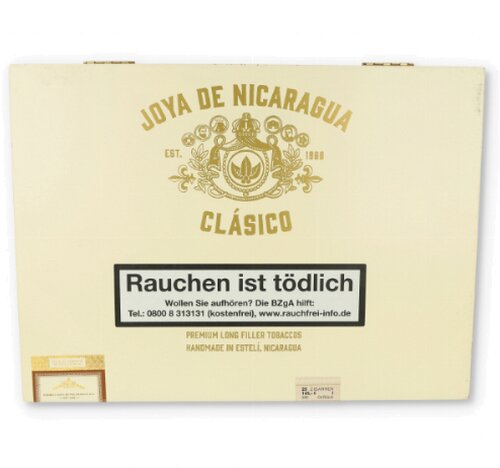 JOYA DE NICARAGUA
EST. 1968
CLÁSICO
Rauchen ist tödlich
Wollen Sie aufhören? Die BZgA hilft:
Tel.: 0800 8 313131 (kostenfrei), www.rauchfrei-info.de
PREMIUM LONG FILLER TOBACCOS
HANDMADE IN ESTELÍ, NICARAGUA